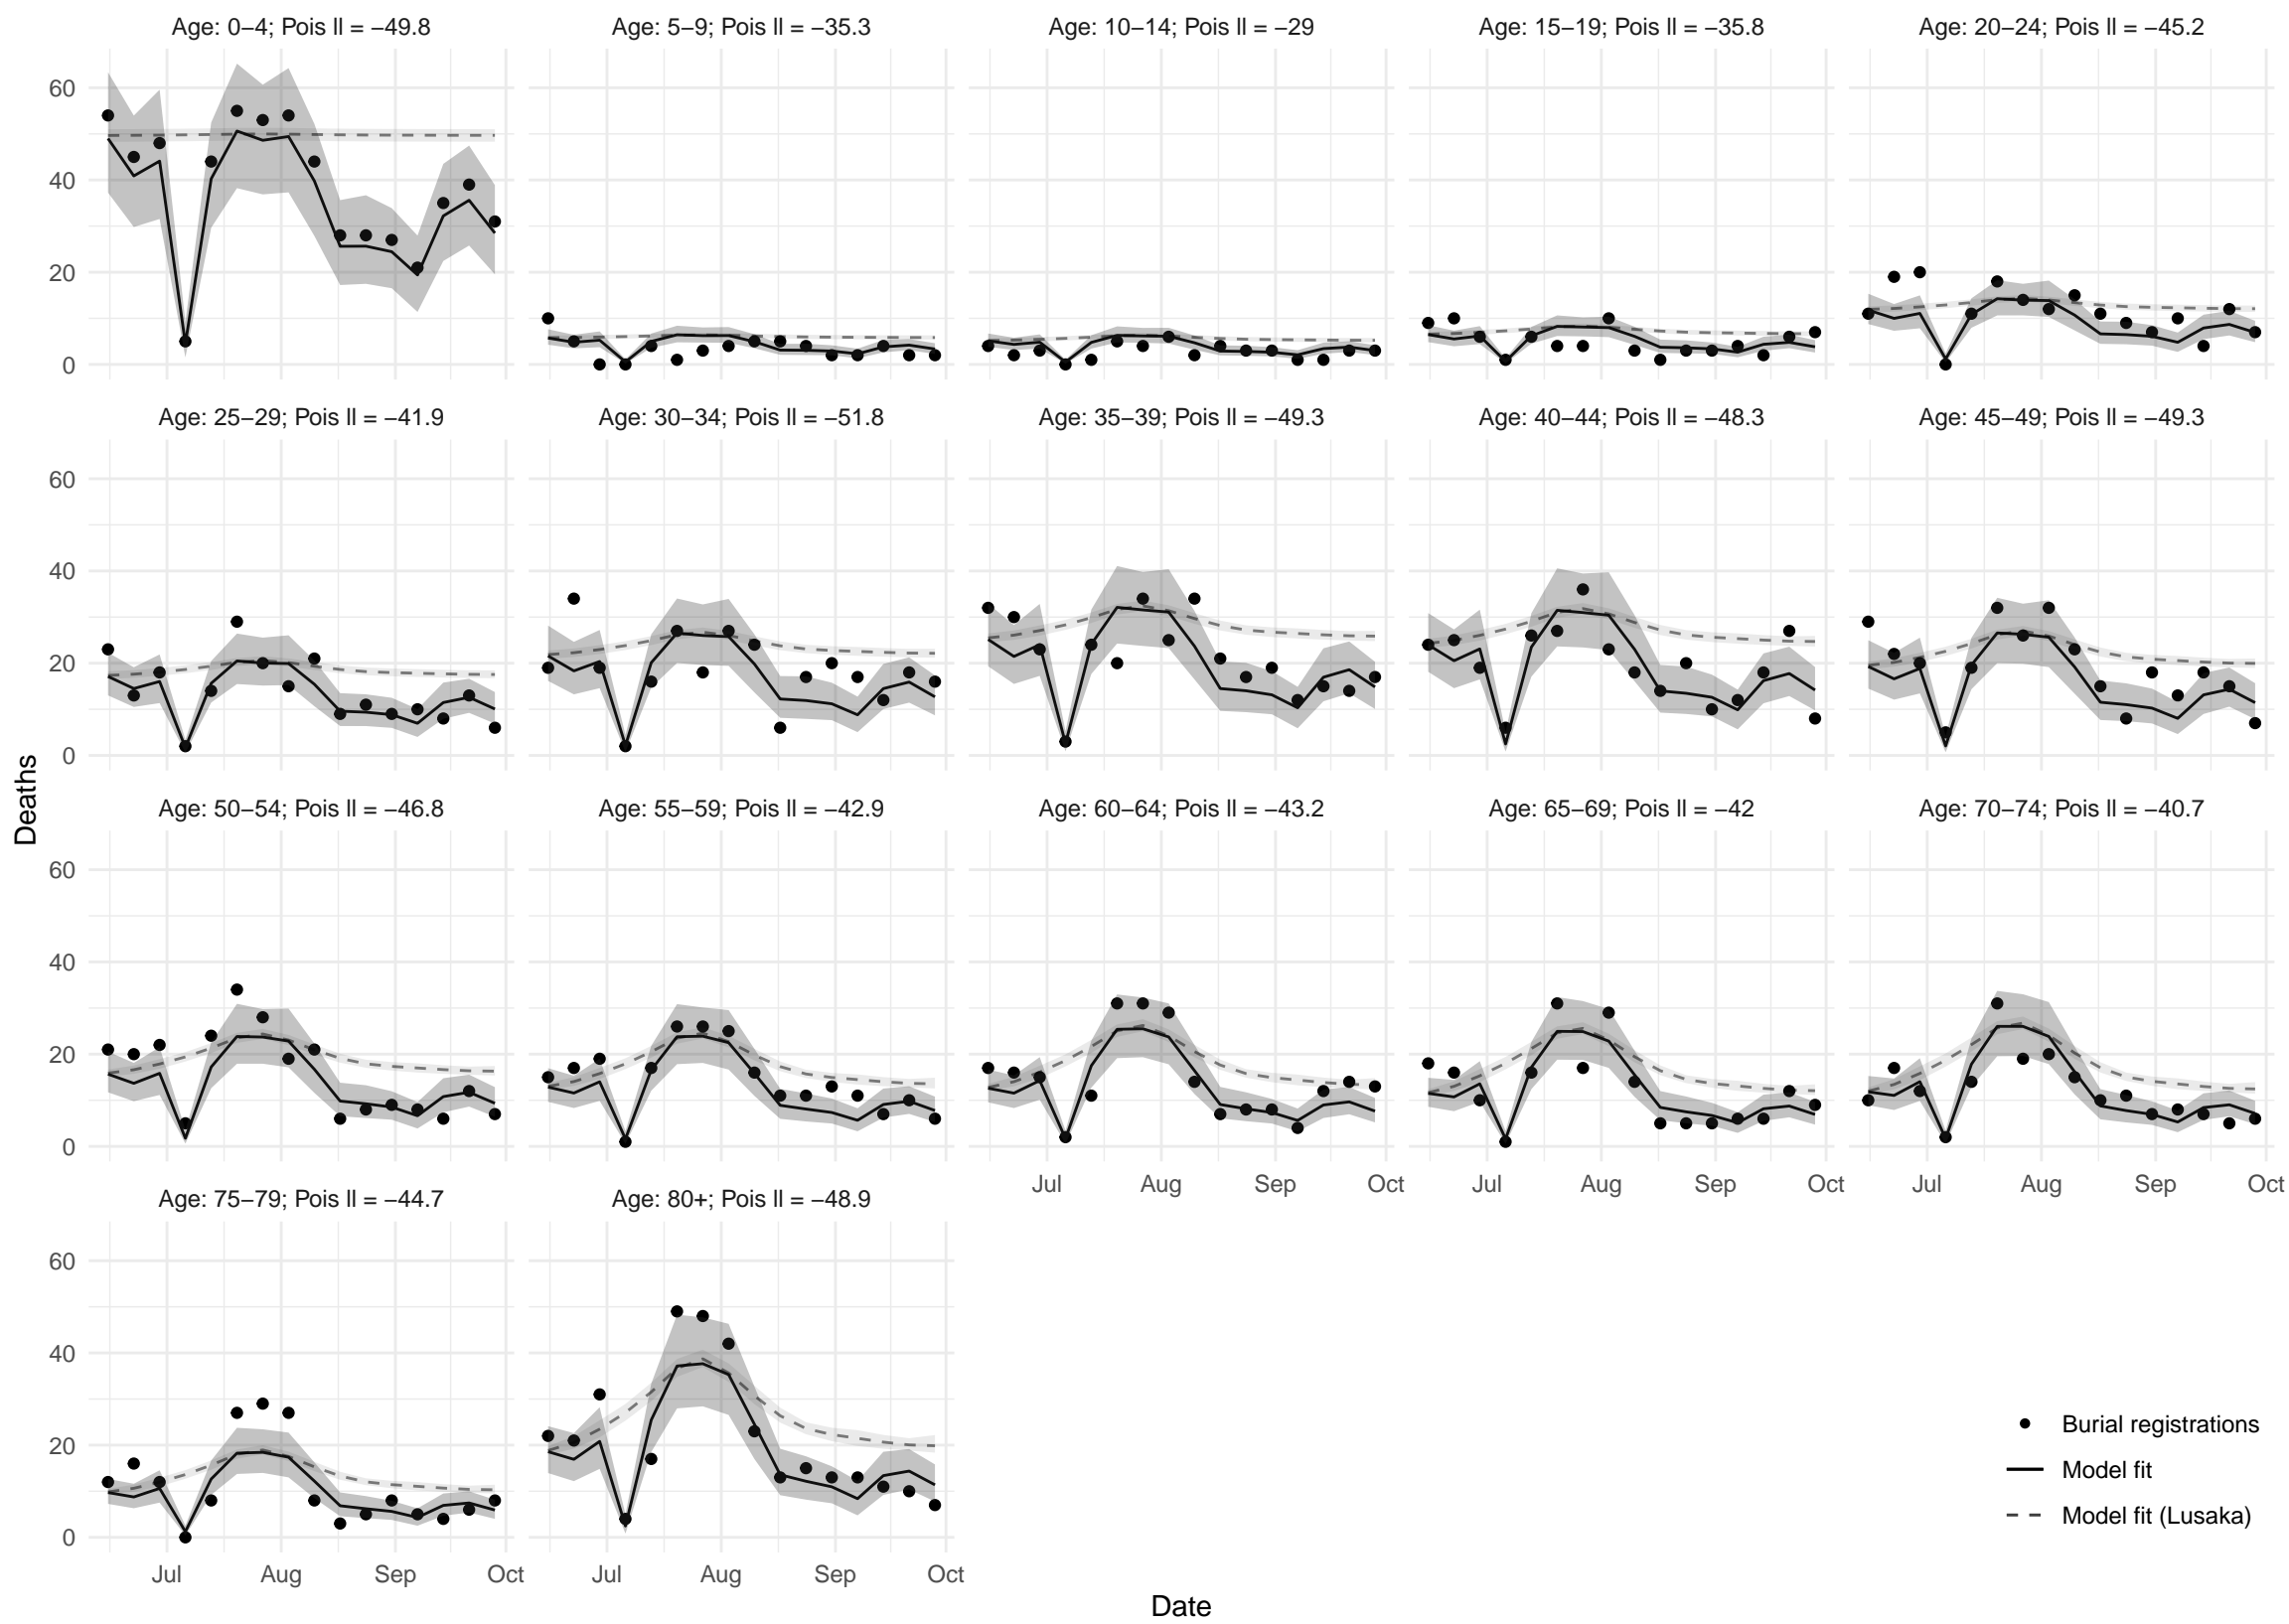 Age: 0−4; Pois ll = −49.8
Age: 5−9; Pois ll = −35.3
Age: 10−14; Pois ll = −29
Age: 15−19; Pois ll = −35.8
Age: 20−24; Pois ll = −45.2
60
40
20
0
Age: 25−29; Pois ll = −41.9
Age: 30−34; Pois ll = −51.8
Age: 35−39; Pois ll = −49.3
Age: 40−44; Pois ll = −48.3
Age: 45−49; Pois ll = −49.3
60
40
20
0
Deaths
Age: 50−54; Pois ll = −46.8
Age: 55−59; Pois ll = −42.9
Age: 60−64; Pois ll = −43.2
Age: 65−69; Pois ll = −42
Age: 70−74; Pois ll = −40.7
60
40
20
0
Jul Aug Sep Oct
Jul Aug Sep Oct
Jul Aug Sep Oct
Age: 75−79; Pois ll = −44.7
Age: 80+; Pois ll = −48.9
60
40
20
0
Jul Aug Sep Oct
Jul Aug Sep Oct
Burial registrations
Model fit
Model fit (Lusaka)
Date